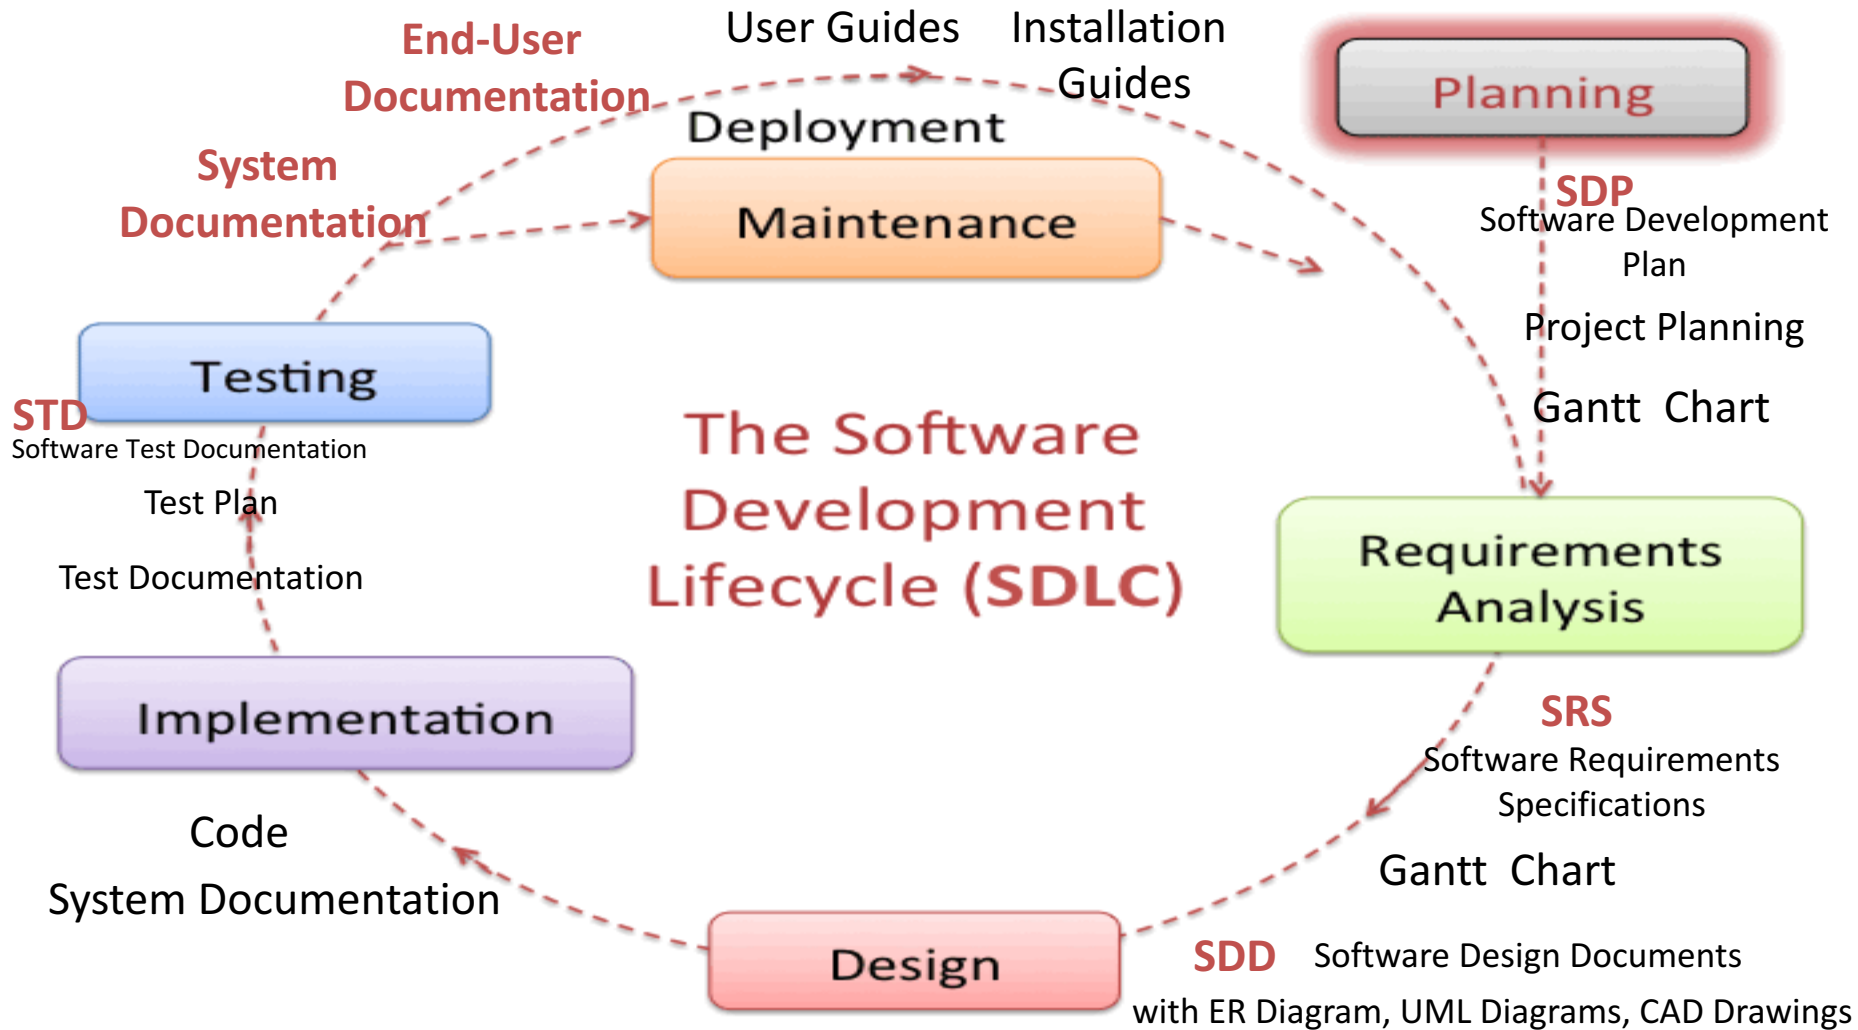 End-User
Documentation
User Guides
Installation
Guides
Planning
Deployment
Maintenance
System
Documentation
SDP
Software Development
Plan
Project Planning
Gantt Chart
Testing
STD
Software Test Documentation
Test Plan
Test Documentation
The Software
Development
Lifecycle (SDLC)
Requirements
Analysis
Implementation
SRS
Software Requirements
Specifications
Gantt Chart
Code
System Documentation
Design
SDD Software Design Documents
with ER Diagram, UML Diagrams, CAD Drawings